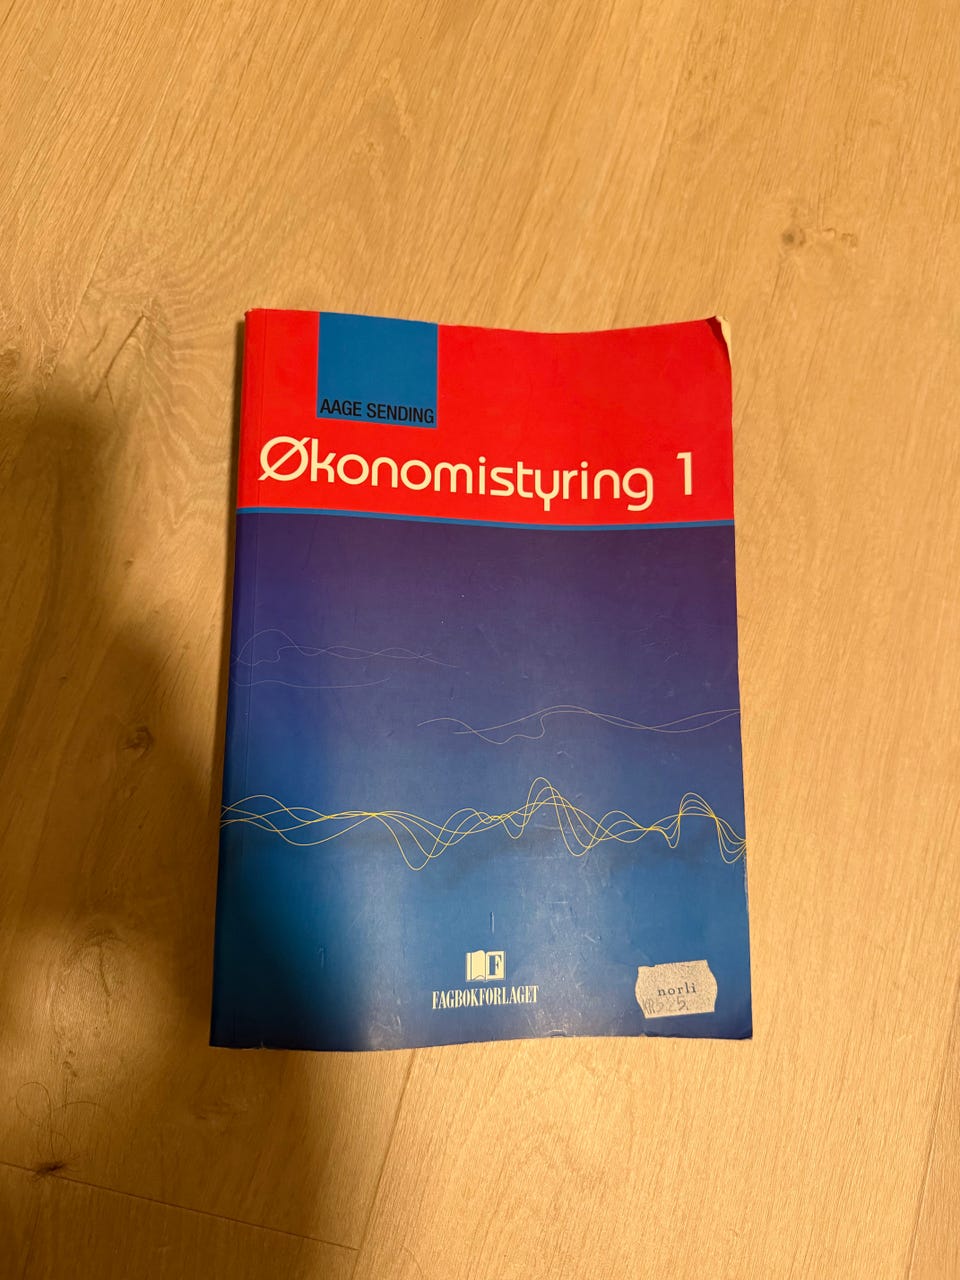 AAGE SENDING
Økonomistyring 1
F
FAGBOKFORLAGET
norli